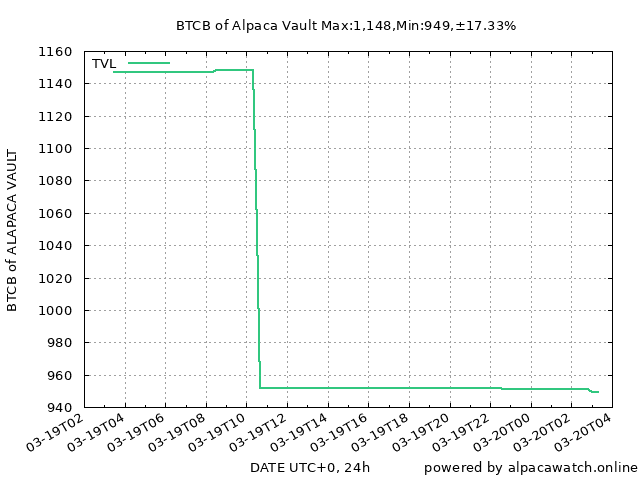 BTCB of Alpaca Vault Max:1,148,Min:949,±17.33%
TVL
1160
1140
1120
1100
1080
1060
1040
1020
1000
980
960
940
BTCB of ALAPACA VAULT
03-19T02
03-19T04
03-19T06
03-19T08
03-19T10
03-19T12
03-19T14
03-19T16
03-19T18
03-19T20
03-19T22
03-20T00
03-20T02
03-20T04
DATE UTC+0, 24h
powered by alpacawatch.online